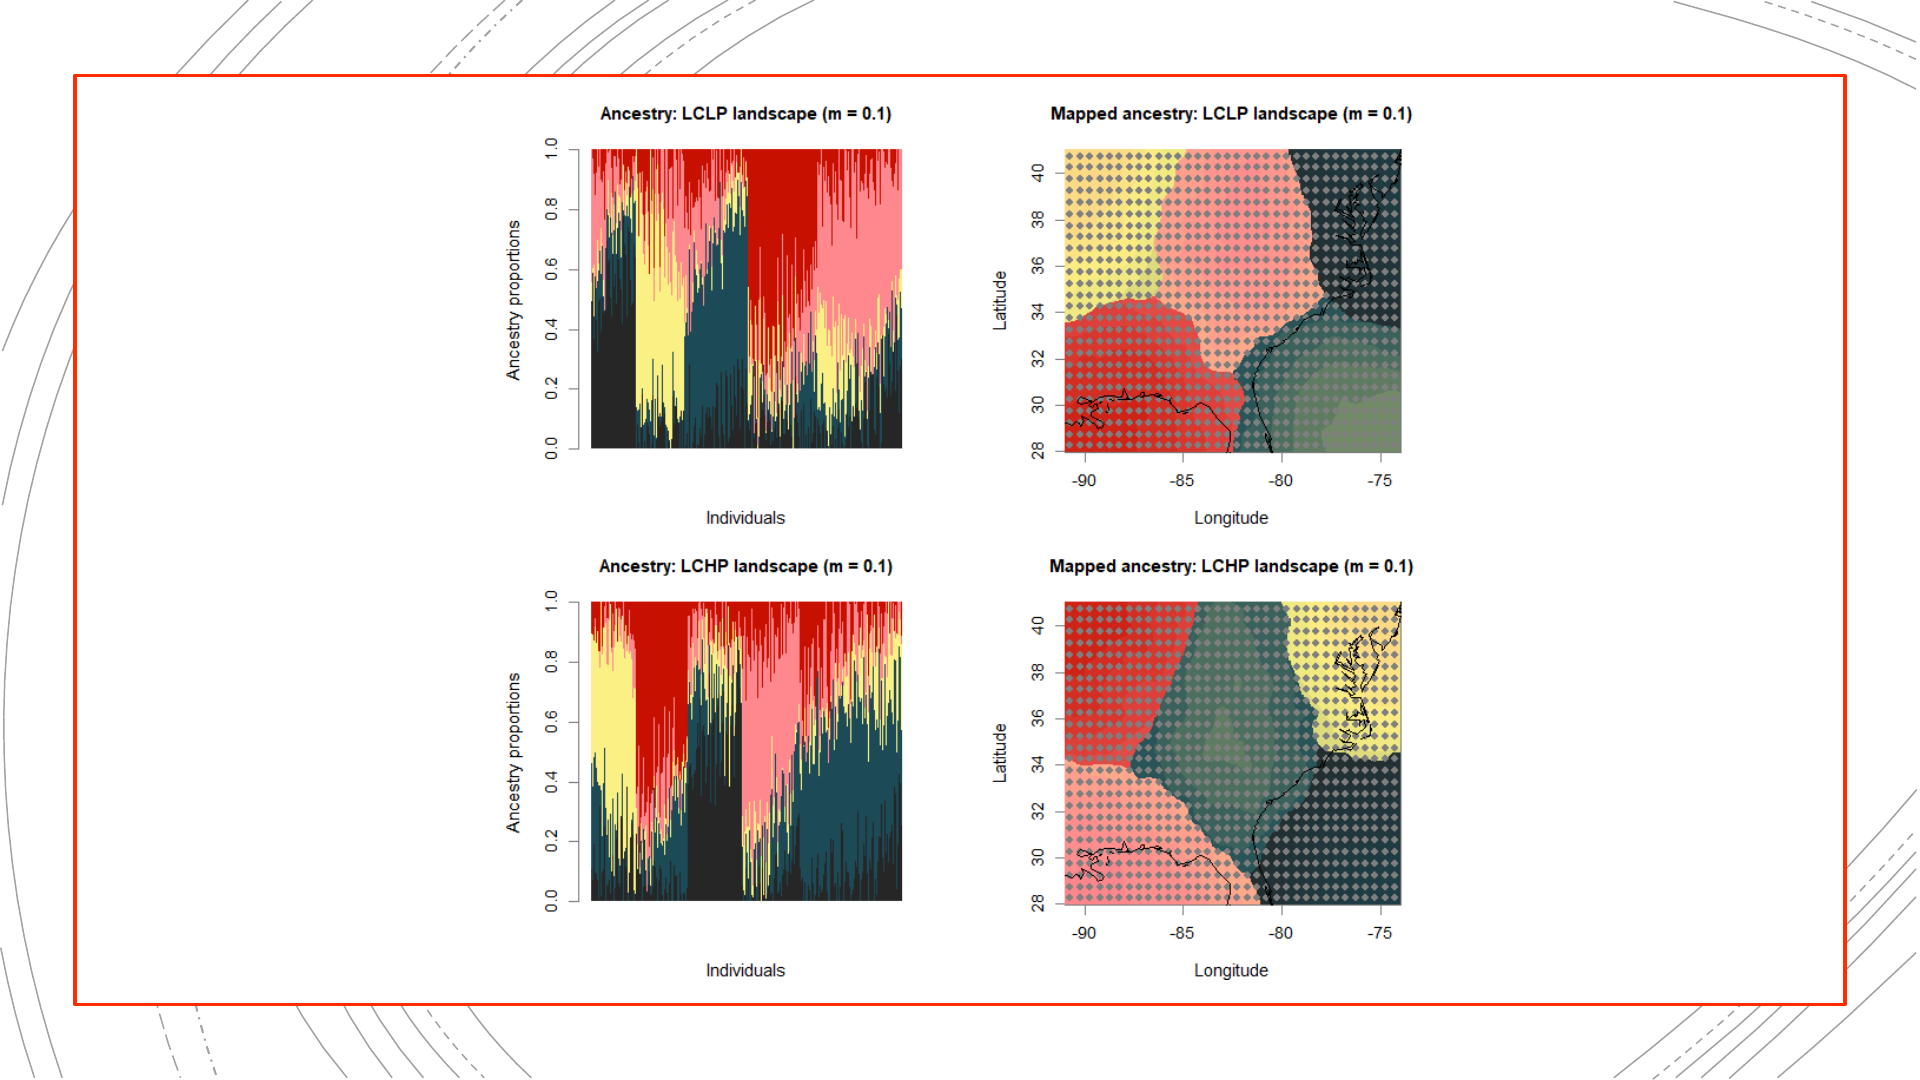 Ancestry: LCLP landscape (m = 0.1)
Ancestry proportions
0.0 0.2 0.4 0.6 0.8 1.0
Individuals
Mapped ancestry: LCLP landscape (m = 0.1)
Latitude
28 30 32 34 36 38 40
-90 -85 -80 -75
Longitude
Ancestry: LCHP landscape (m = 0.1)
Ancestry proportions
0.0 0.2 0.4 0.6 0.8 1.0
Individuals
Mapped ancestry: LCHP landscape (m = 0.1)
Latitude
28 30 32 34 36 38 40
-90 -85 -80 -75
Longitude